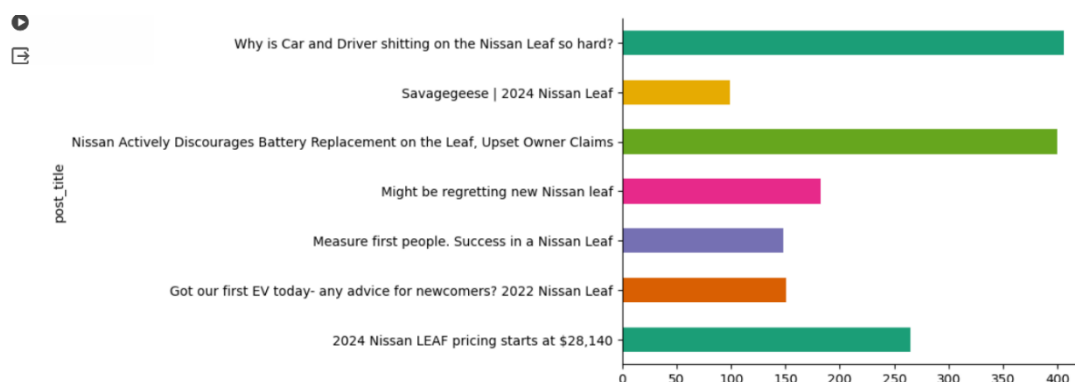 Why is Car and Driver shitting on the Nissan Leaf so hard?
Savagegeese | 2024 Nissan Leaf
Nissan Actively Discourages Battery Replacement on the Leaf, Upset Owner Claims
Might be regretting new Nissan leaf
Measure first people. Success in a Nissan Leaf
Got our first EV today- any advice for newcomers? 2022 Nissan Leaf
2024 Nissan LEAF pricing starts at $28,140
post_title
0 50 100 150 200 250 300 350 400